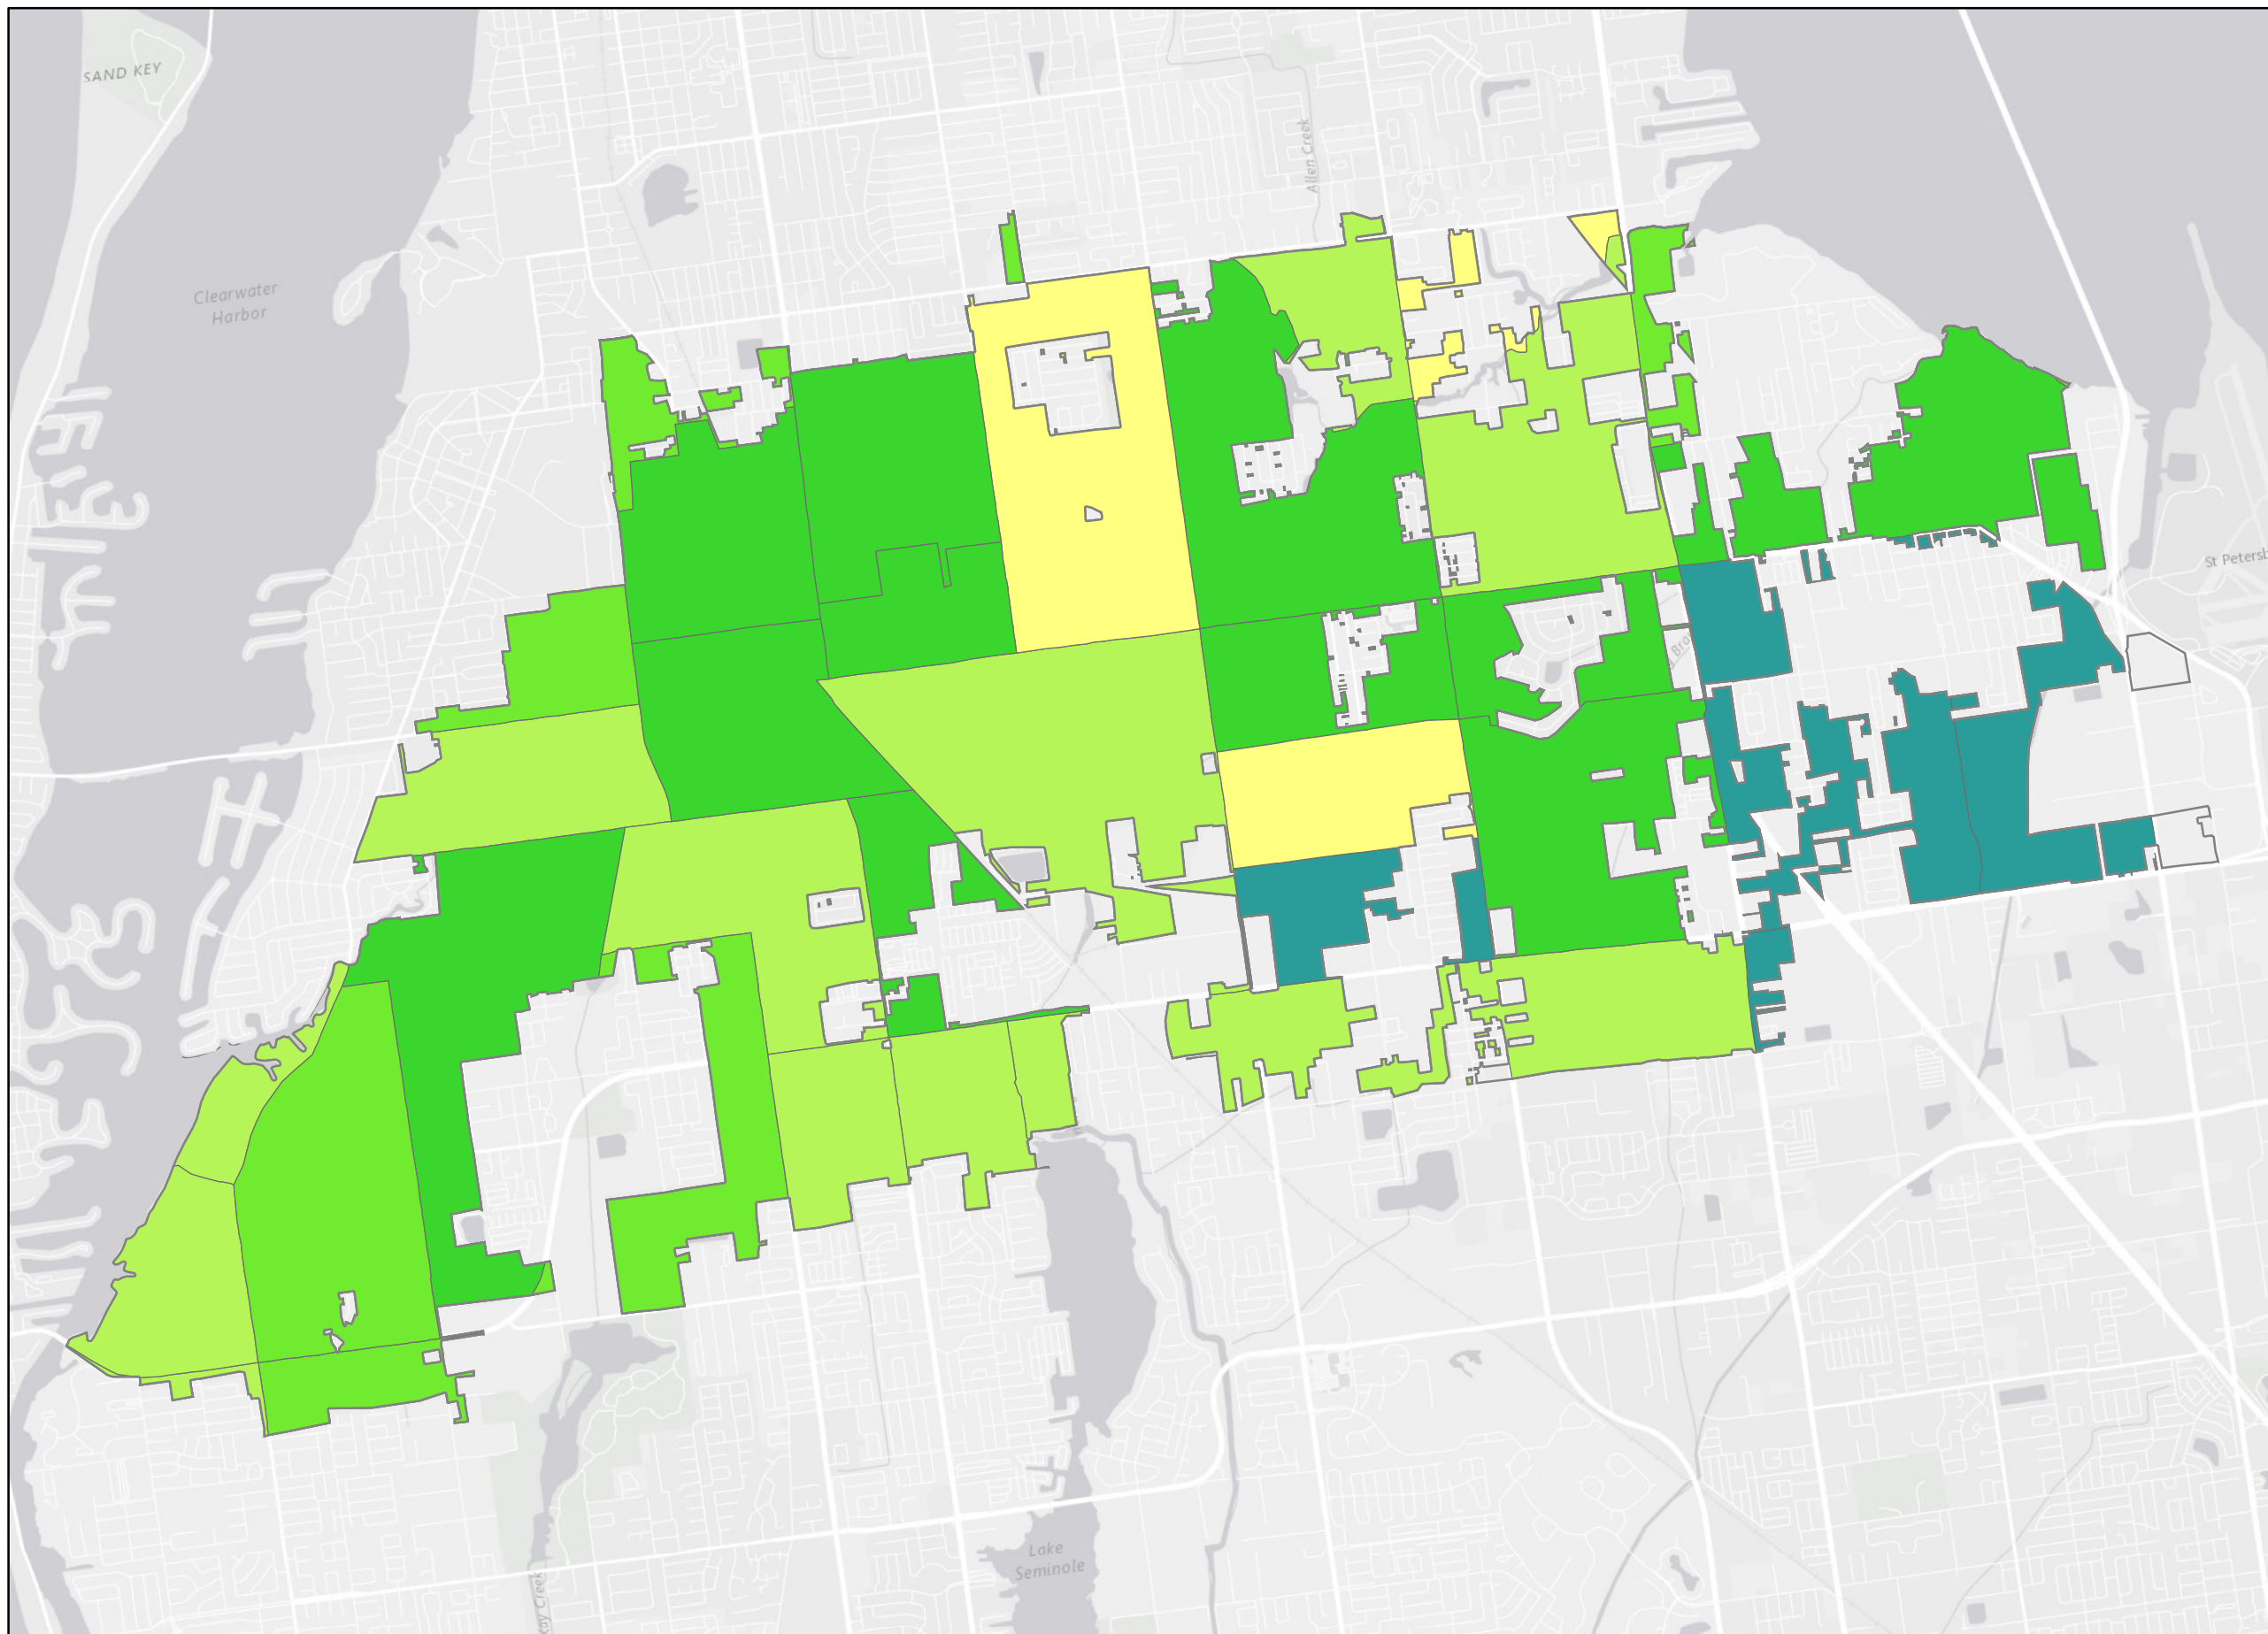 SAND KEY
Allen Creek
Clearwater
Harbor
St Petersb
Lake
Seminole
Creek